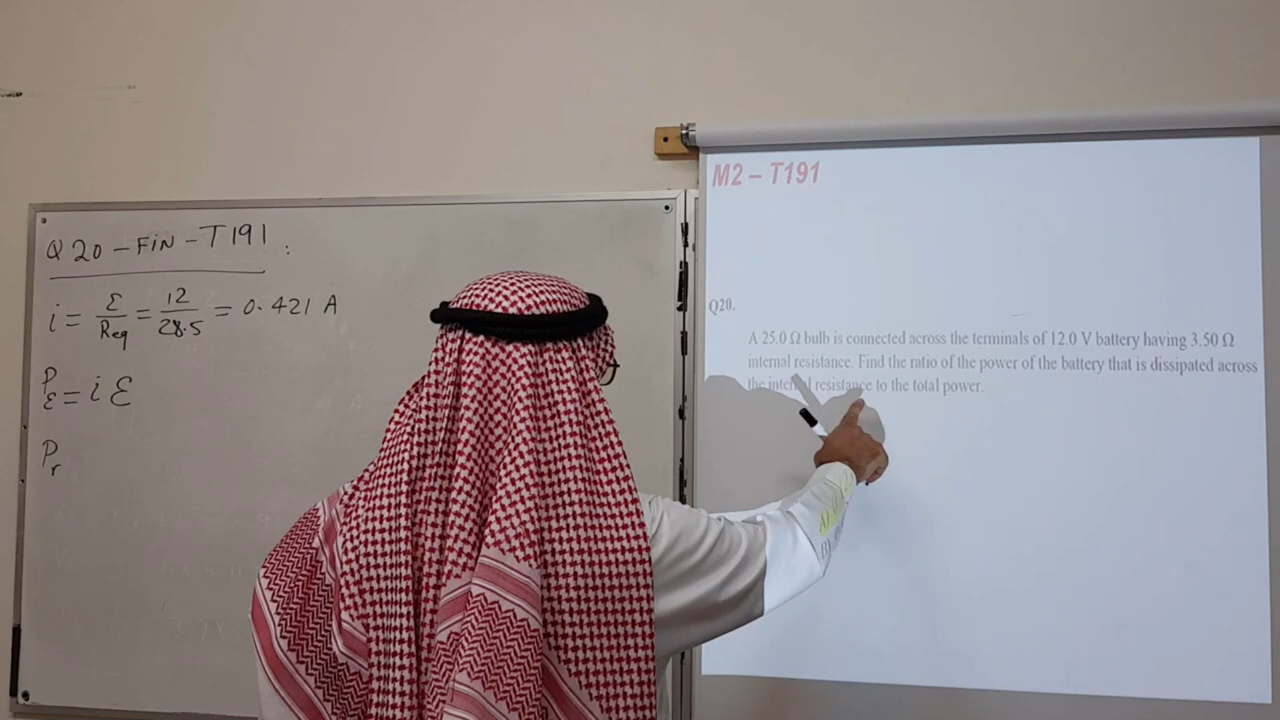 Q20 - FIN - T191 :
i = ε/Req = 12/28.5 = 0.421 A
Pε = i ε
Pr
M2 – T191
Q20.
A 25.0 Ω bulb is connected across the terminals of 12.0 V battery having 3.50 Ω
internal resistance. Find the ratio of the power of the battery that is dissipated across
the internal resistance to the total power.
A)
B)